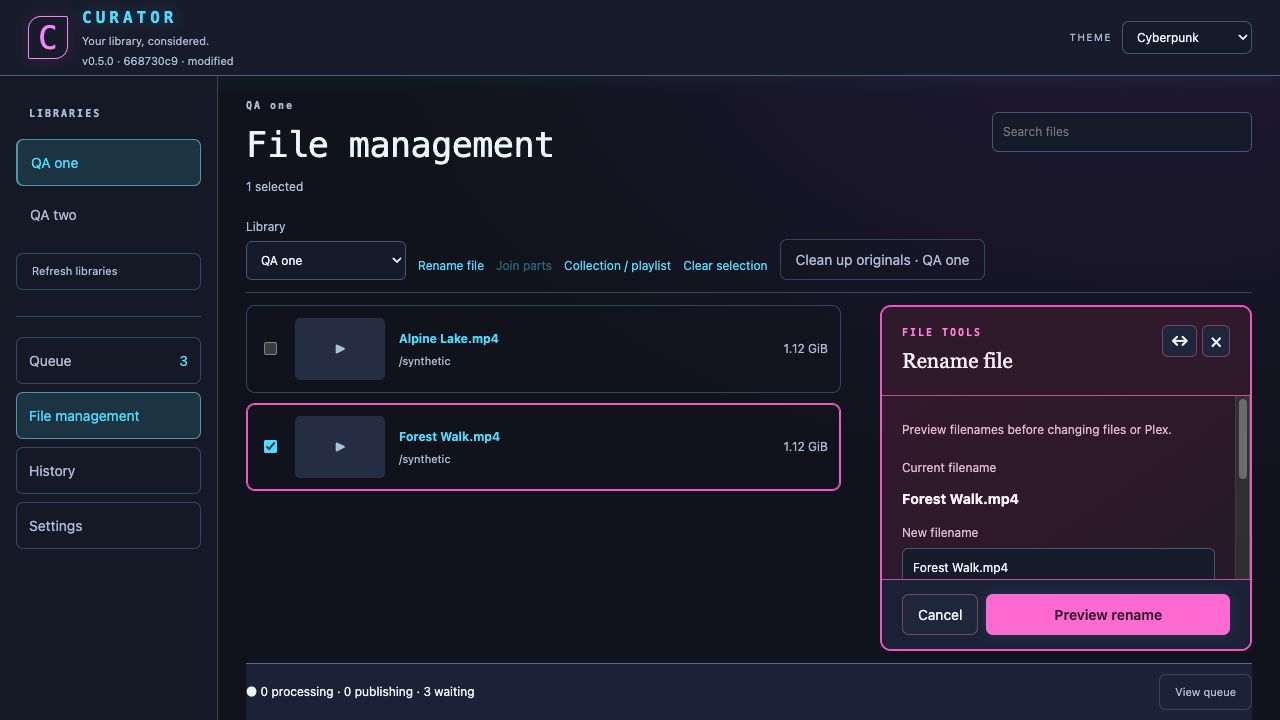 C
CURATOR
Your library, considered.
v0.5.0 · 668730c9 · modified
THEME
Cyberpunk
LIBRARIES
QA one
QA two
Refresh libraries
Queue 3
File management
History
Settings
QA one
File management
1 selected
Search files
Library
QA one
Rename file
Join parts
Collection / playlist
Clear selection
Clean up originals · QA one
Alpine Lake.mp4
/synthetic
1.12 GiB
Forest Walk.mp4
/synthetic
1.12 GiB
FILE TOOLS
Rename file
Preview filenames before changing files or Plex.
Current filename
Forest Walk.mp4
New filename
Forest Walk.mp4
Cancel
Preview rename
0 processing · 0 publishing · 3 waiting
View queue